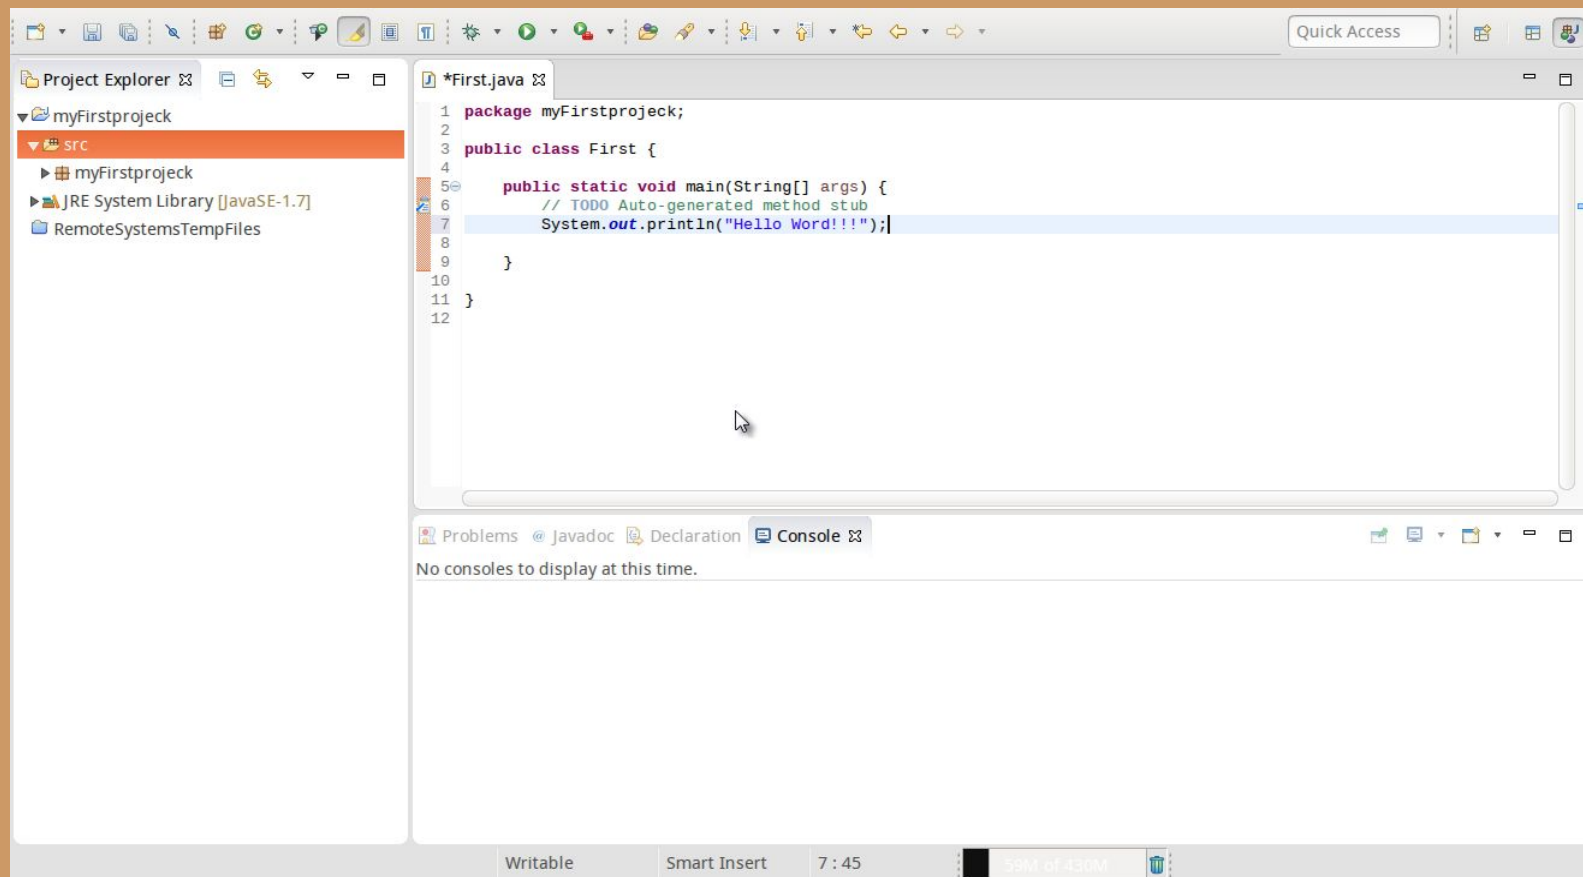 Quick Access
Project Explorer
myFirstprojeck
src
myFirstprojeck
JRE System Library [JavaSE-1.7]
RemoteSystemsTempFiles
*First.java
1 package myFirstprojeck;
2
3 public class First {
4
5 public static void main(String[] args) {
6 // TODO Auto-generated method stub
7 System.out.println("Hello Word!!!");
8
9 }
10
11 }
12
Problems @ Javadoc Declaration Console
No consoles to display at this time.
Writable Smart Insert 7 : 45 59M of 430M